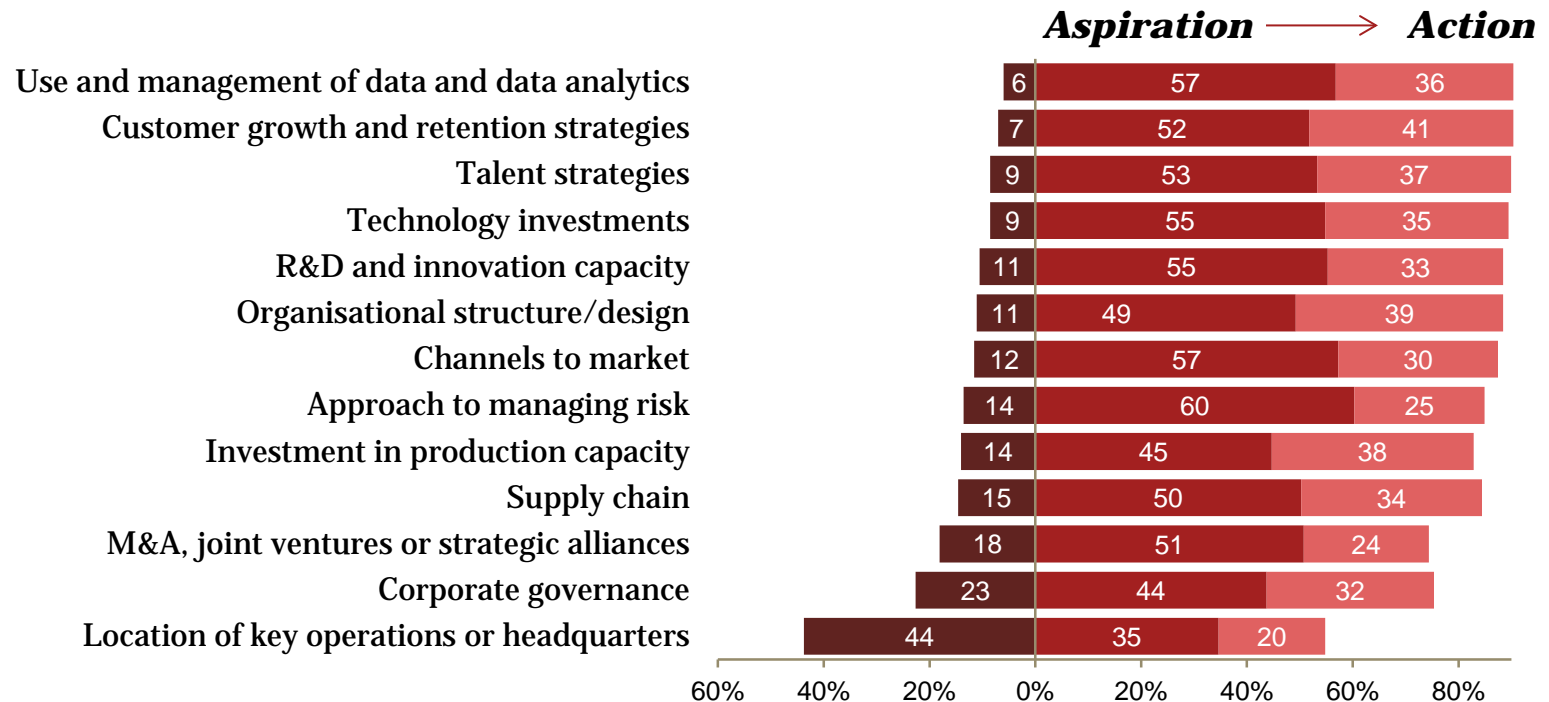 Aspiration Action
Use and management of data and data analytics 6 57 36
Customer growth and retention strategies 7 52 41
Talent strategies 9 53 37
Technology investments 9 55 35
R&D and innovation capacity 11 55 33
Organisational structure/design 11 49 39
Channels to market 12 57 30
Approach to managing risk 14 60 25
Investment in production capacity 14 45 38
Supply chain 15 50 34
M&A, joint ventures or strategic alliances 18 51 24
Corporate governance 23 44 32
Location of key operations or headquarters 44 35 20
60% 40% 20% 0% 20% 40% 60% 80%